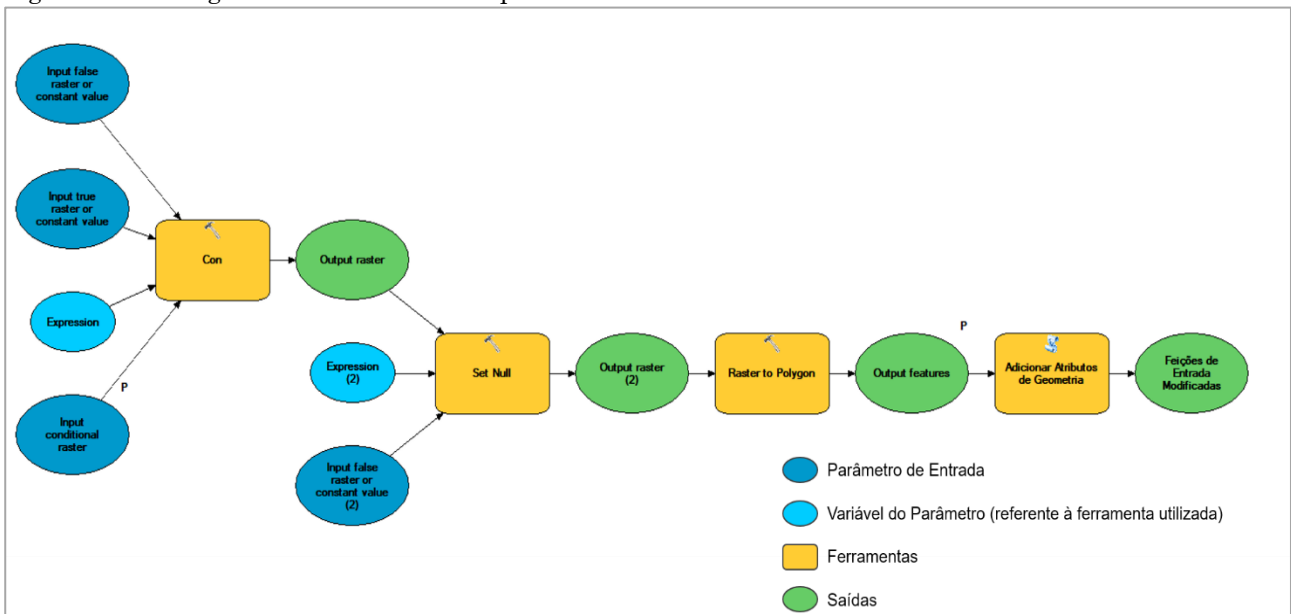 Input false
raster or
constant value
Input true
raster or
constant value
Con
Output raster
Expression
P
Input
conditional
raster
Expression
(2)
Set Null
Output raster
(2)
Raster to Polygon
Output features
P
Adicionar Atributos
de Geometria
Feições de
Entrada
Modificadas
Input false
raster or
constant value
(2)
Parâmetro de Entrada
Variável do Parâmetro (referente à ferramenta utilizada)
Ferramentas
Saídas